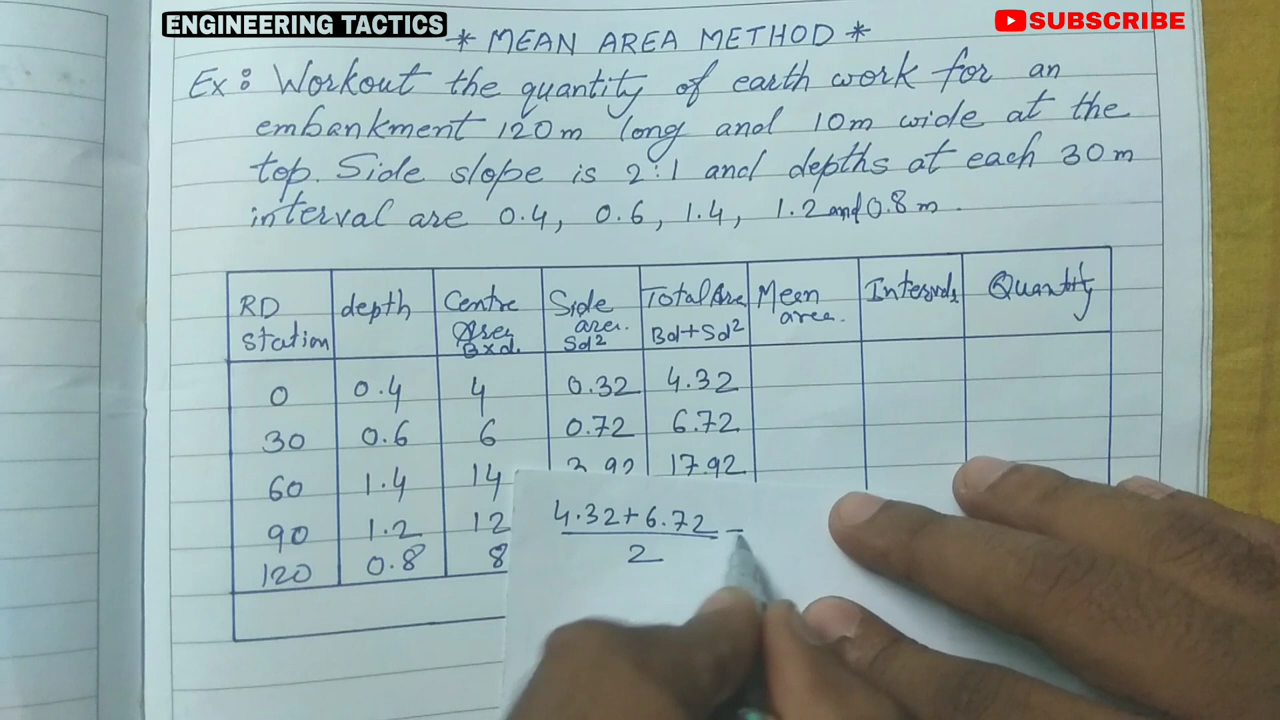 ENGINEERING TACTICS
SUBSCRIBE
* MEAN AREA METHOD *
Ex: Workout the quantity of earth work for an
embankment 120m long and 10m wide at the
top. Side slope is 2:1 and depths at each 30m
interval are 0.4, 0.6, 1.4, 1.2 and 0.8 m.
RD station depth Centre Area Bxd. Side area. Sd² Total Are Bd+Sd² Mean area. Quantity
0 0.4 4 0.32 4.32
30 0.6 6 0.72 6.72
60 1.4 14 17.92
90 1.2 12
120 0.8 8
4.32+6.72 =
2